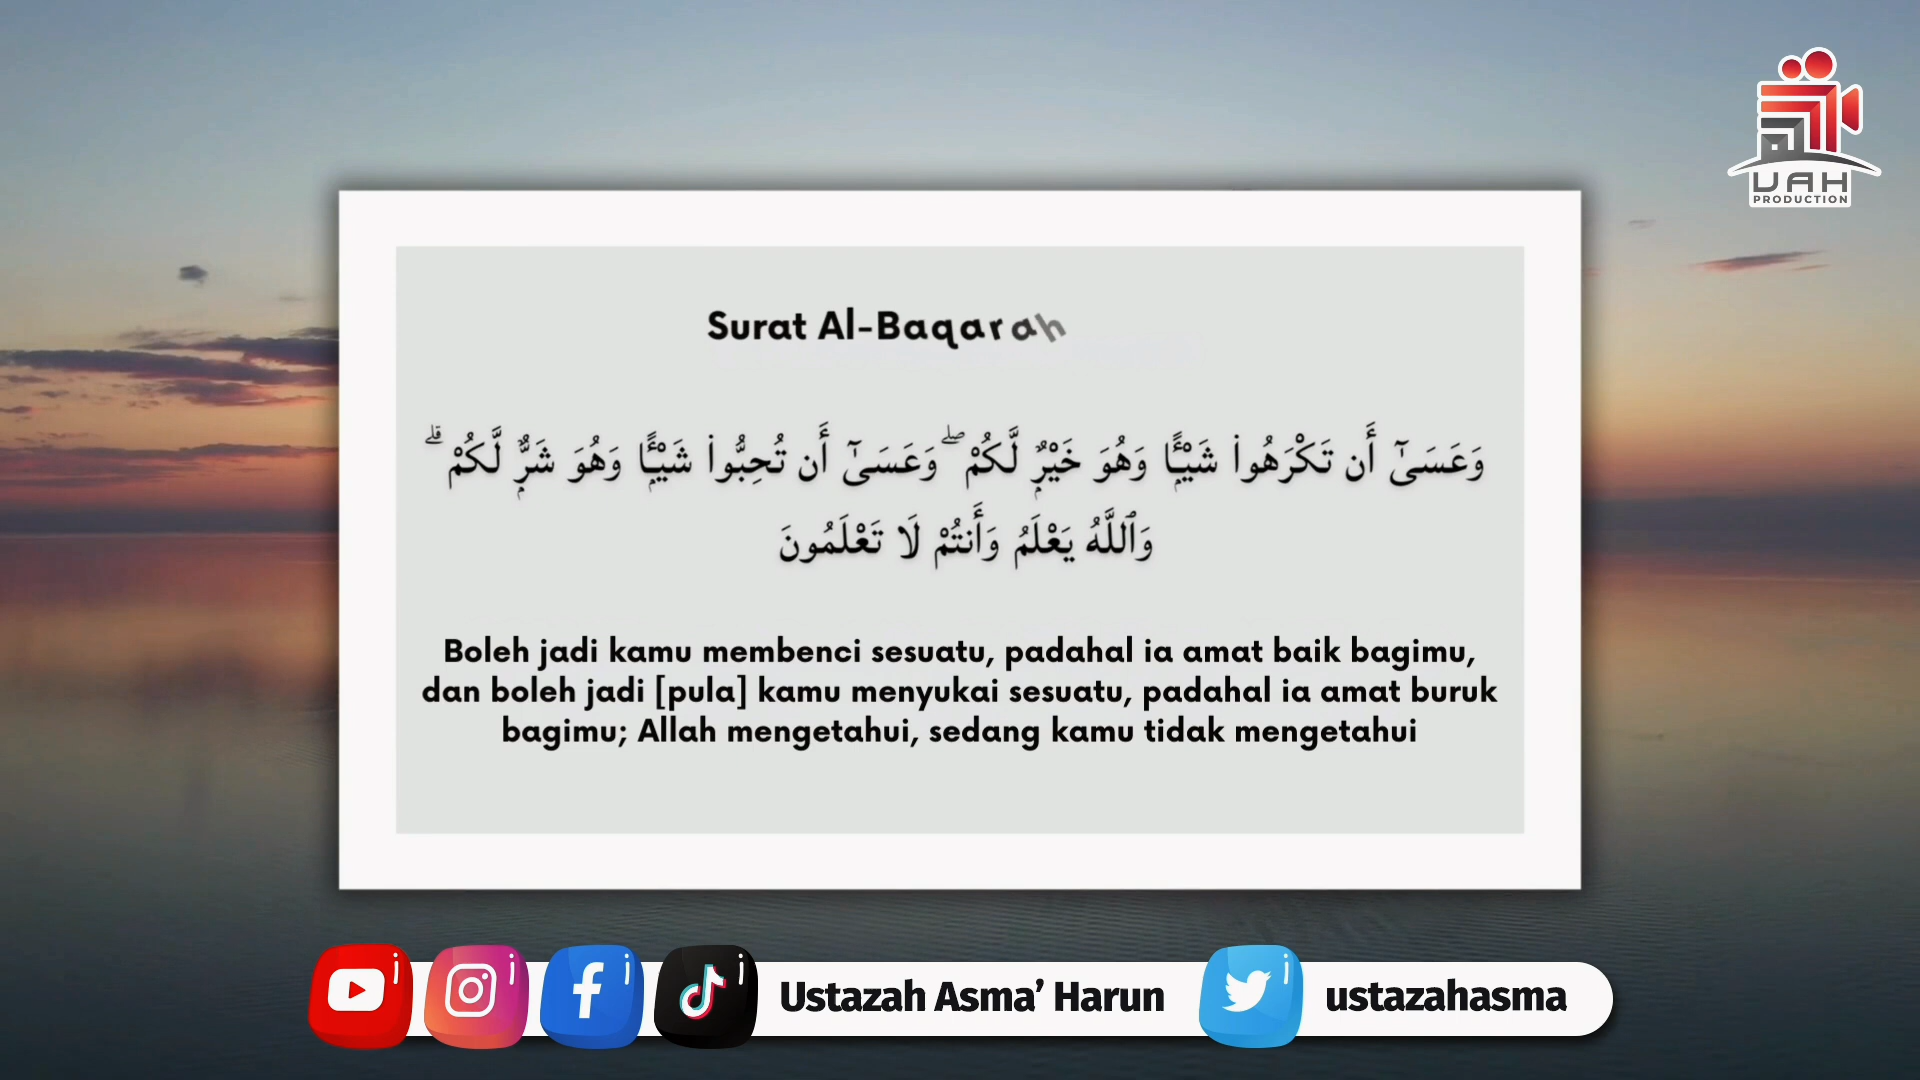 UAH
PRODUCTION
Surat Al-Baqarah
وَعَسَىٰٓ أَن تَكْرَهُوا۟ شَيْـًۭٔا وَهُوَ خَيْرٌۭ لَّكُمْ ۖ وَعَسَىٰٓ أَن تُحِبُّوا۟ شَيْـًۭٔا وَهُوَ شَرٌّۭ لَّكُمْ ۗ
وَٱللَّهُ يَعْلَمُ وَأَنتُمْ لَا تَعْلَمُونَ
Boleh jadi kamu membenci sesuatu, padahal ia amat baik bagimu,
dan boleh jadi [pula] kamu menyukai sesuatu, padahal ia amat buruk
bagimu; Allah mengetahui, sedang kamu tidak mengetahui
Ustazah Asma’ Harun ustazahasma